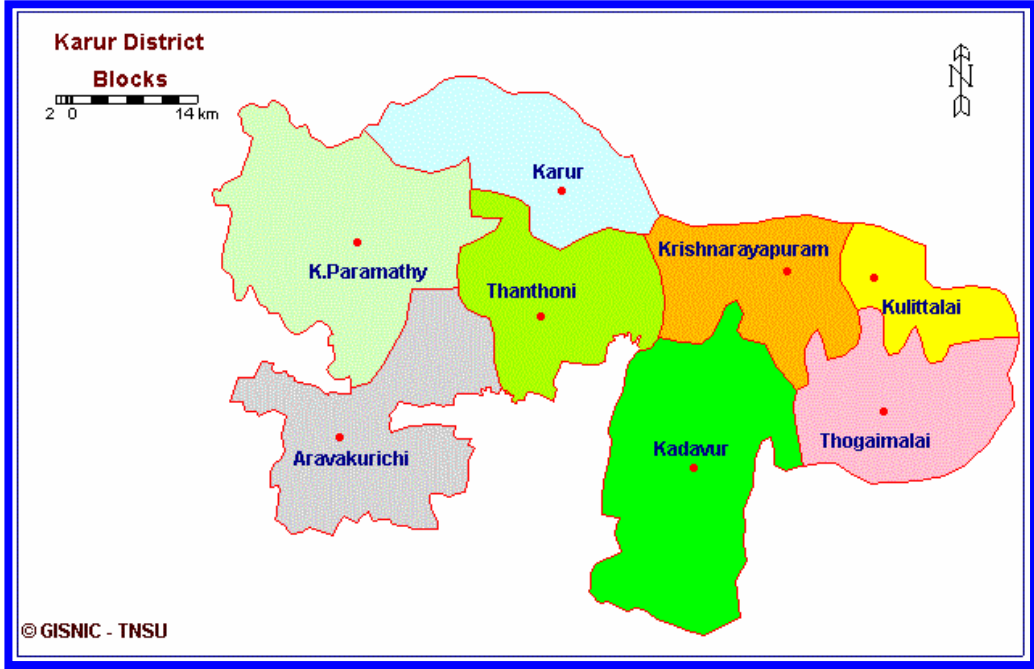 Karur District
Blocks
2 0 14 km
N
Karur
Krishnarayapuram
K.Paramathy
Thanthoni
Kulittalai
Thogaimalai
Kadavur
Aravakurichi
© GISNIC - TNSU